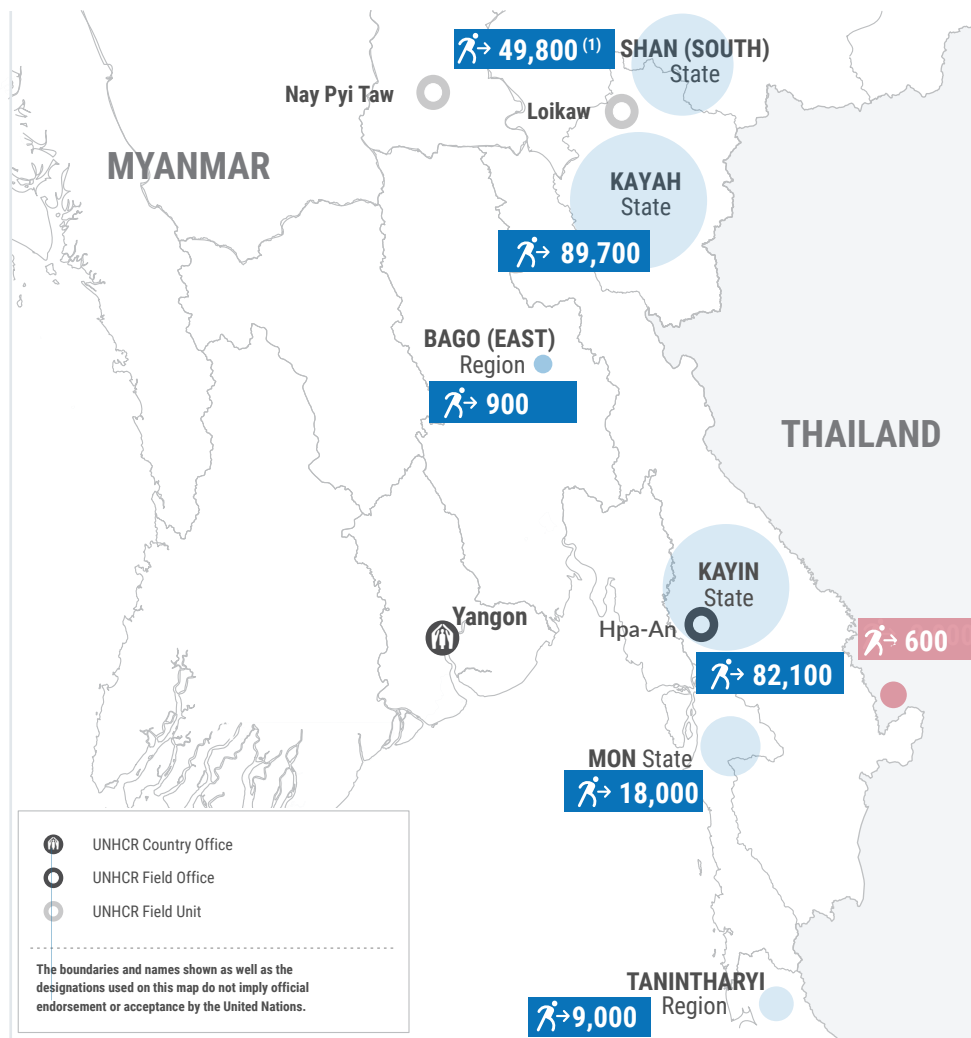 49,800 (1)
SHAN (SOUTH)
State
Nay Pyi Taw
Loikaw
MYANMAR
KAYAH
State
89,700
BAGO (EAST)
Region
900
THAILAND
KAYIN
State
Yangon
Hpa-An
600
82,100
MON State
18,000
UNHCR Country Office
UNHCR Field Office
UNHCR Field Unit
The boundaries and names shown as well as the
designations used on this map do not imply official
endorsement or acceptance by the United Nations.
TANINTHARYI
Region
9,000